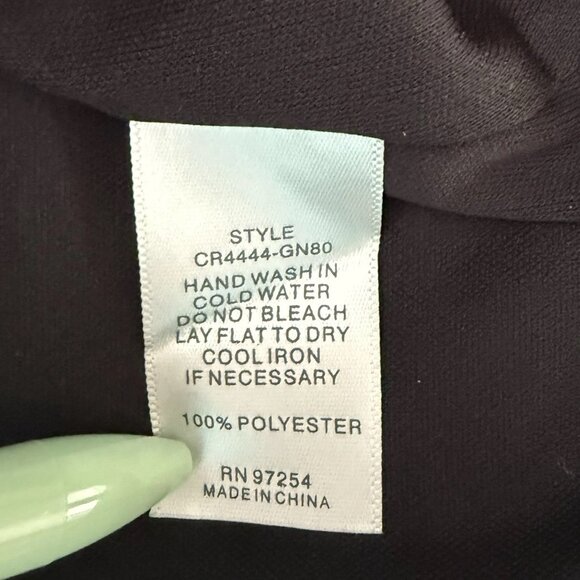 STYLE
CR4444-GN80
HAND WASH IN
COLD WATER
DO NOT BLEACH
LAY FLAT TO DRY
COOL IRON
IF NECESSARY
100% POLYESTER
RN 97254
MADE IN CHINA